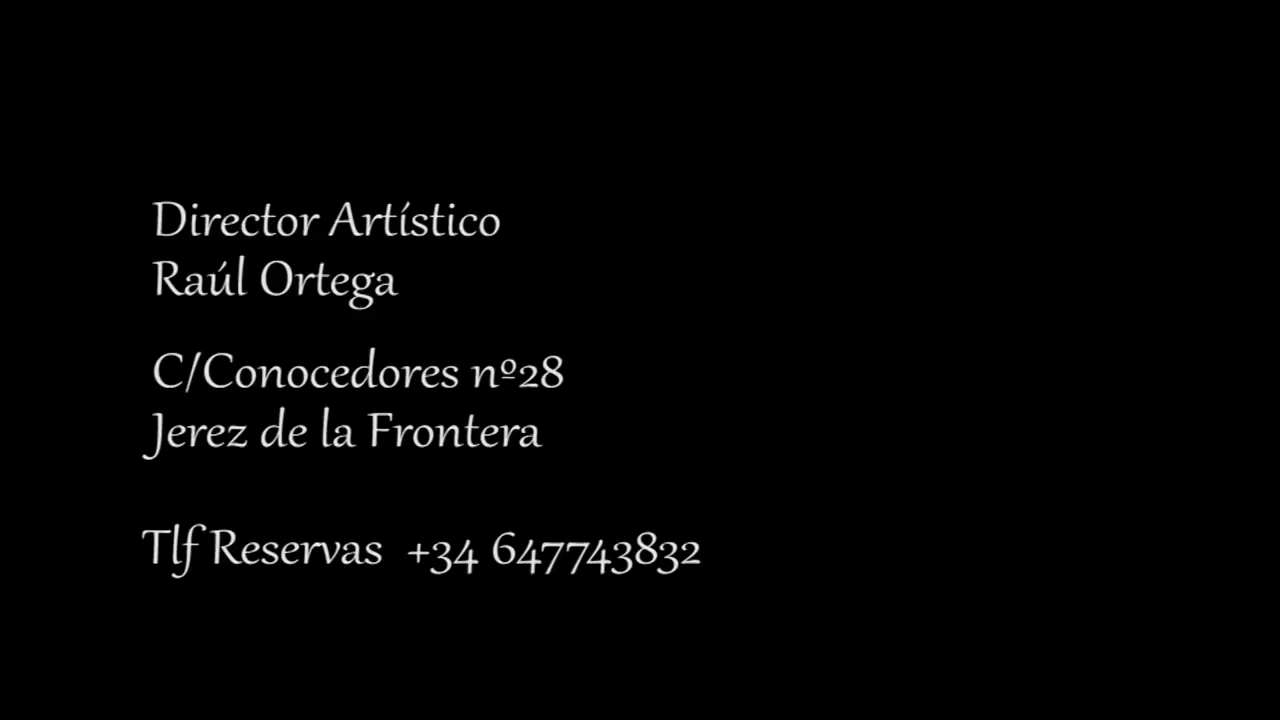 Director Artístico
Raúl Ortega
C/Conocedores nº28
Jerez de la Frontera
Tlf Reservas +34 647743832